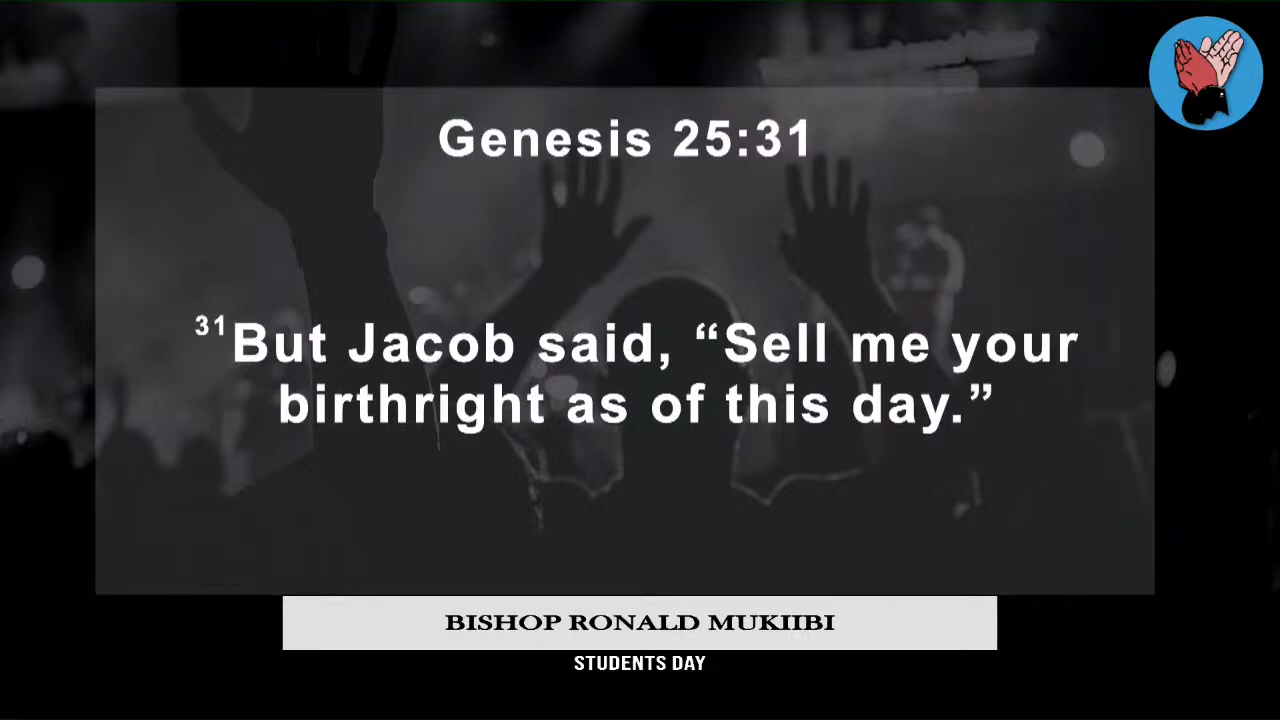 Genesis 25:31
31But Jacob said, “Sell me your
birthright as of this day.”
BISHOP RONALD MUKIIBI
STUDENTS DAY